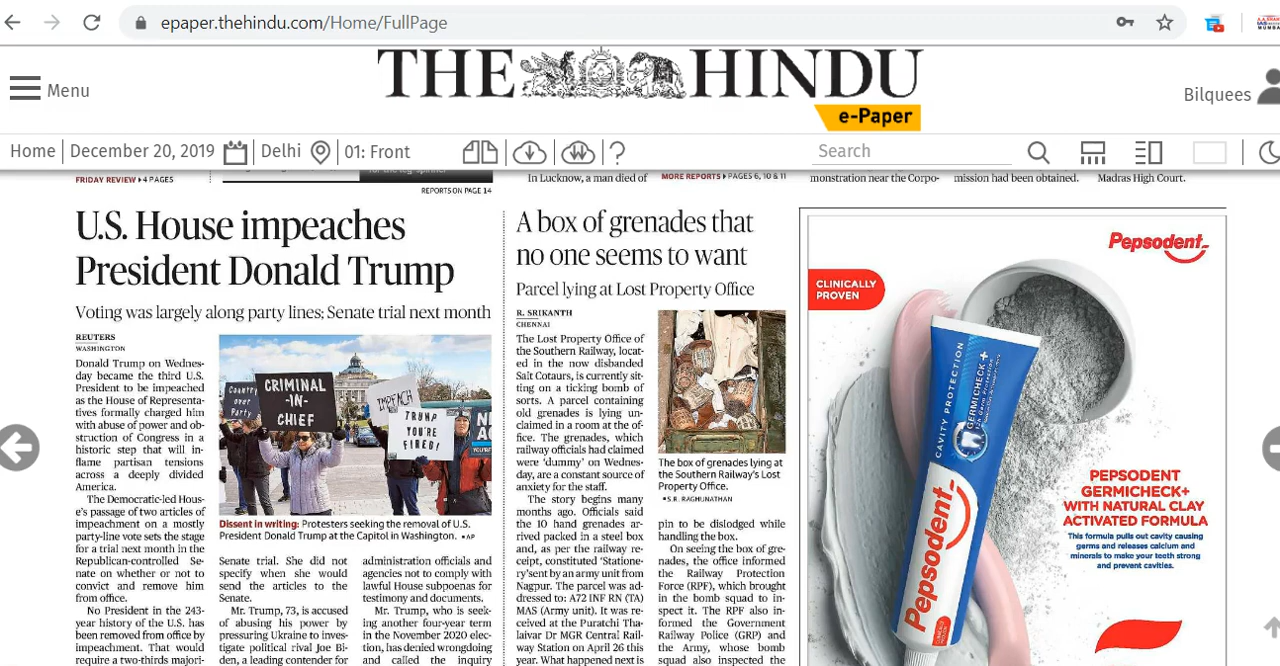 epaper.thehindu.com/Home/FullPage
Menu
THE HINDU
e-Paper
Bilquees
Home
December 20, 2019
Delhi
01: Front
?
Search
FRIDAY REVIEW 4 PAGES
REPORTS ON PAGE 14
In Lucknow, a man died of
MORE REPORTS PAGES 6, 10 & 11
monstration near the Corpo-
mission had been obtained.
Madras High Court.
U.S. House impeaches
President Donald Trump
Voting was largely along party lines; Senate trial next month
REUTERS
WASHINGTON
Donald Trump on Wednes-
day became the third U.S.
President to be impeached
as the House of Representa-
tives formally charged him
with abuse of power and ob-
struction of Congress in a
historic step that will in-
flame partisan tensions
across a deeply divided
America.
The Democratic-led Hous-
e's passage of two articles of
impeachment on a mostly
party-line vote sets the stage
for a trial next month in the
Republican-controlled Se-
nate on whether or not to
convict and remove him
from office.
No President in the 243-
year history of the U.S. has
been removed from office by
impeachment. That would
require a two-thirds majori-
Country
over
Party
CRIMINAL
-IN-
CHIEF
IMPEACH
TRUMP
YOU'RE
FIRED!
Dissent in writing: Protesters seeking the removal of U.S.
President Donald Trump at the Capitol in Washington. •AP
Senate trial. She did not
specify when she would
send the articles to the
Senate.
Mr. Trump, 73, is accused
of abusing his power by
pressuring Ukraine to inves-
tigate political rival Joe Bi-
den, a leading contender for
administration officials and
agencies not to comply with
lawful House subpoenas for
testimony and documents.
Mr. Trump, who is seek-
ing another four-year term
in the November 2020 elec-
tion, has denied wrongdoing
and called the inquiry
A box of grenades that
no one seems to want
Parcel lying at Lost Property Office
R. SRIKANTH
CHENNAI
The Lost Property Office of
the Southern Railway, locat-
ed in the now disbanded
Salt Cotaurs, is currently sit-
ting on a ticking bomb of
sorts. A parcel containing
old grenades is lying un-
claimed in a room at the of-
fice. The grenades, which
railway officials had claimed
were 'dummy' on Wednes-
day, are a constant source of
anxiety for the staff.
The story begins many
months ago. Officials said
the 10 hand grenades ar-
rived packed in a steel box
and, as per the railway re-
ceipt, constituted 'Statione-
ry'sent by an army unit from
Nagpur. The parcel was ad-
dressed to: A72 INF RN (TA)
MAS (Army unit). It was re-
ceived at the Puratchi Tha-
laivar Dr MGR Central Rail-
way Station on April 26 this
year. What happened next is
The box of grenades lying at
the Southern Railway's Lost
Property Office.
•S.R. RAGHUNATHAN
pin to be dislodged while
handling the box.
On seeing the box of gre-
nades, the office informed
the Railway Protection
Force (RPF), which brought
in the bomb squad to in-
spect it. The RPF also in-
formed the Government
Railway Police (GRP) and
the Army, whose bomb
squad also inspected the
Pepsodent
CLINICALLY
PROVEN
CAVITY PROTECTION
GERMICHECK+
Pepsodent
PEPSODENT
GERMICHECK+
WITH NATURAL CLAY
ACTIVATED FORMULA
This formula pulls out cavity causing
germs and releases calcium and
minerals to make your teeth strong
and prevent cavities.